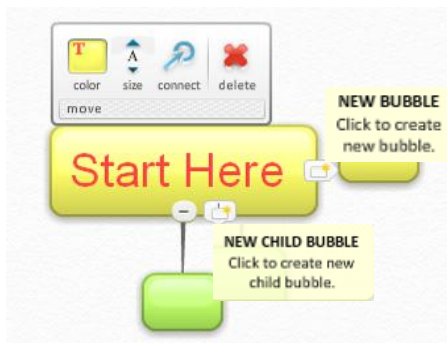 T A
color size connect delete
move
NEW BUBBLE
Click to create
new bubble.
Start Here
NEW CHILD BUBBLE
Click to create new
child bubble.